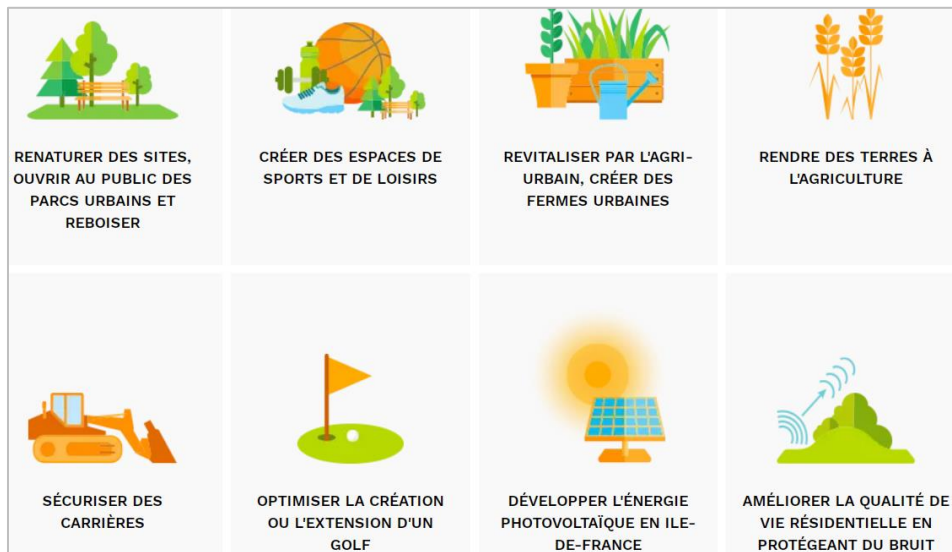 RENATURER DES SITES,
OUVRIR AU PUBLIC DES
PARCS URBAINS ET
REBOISER
CRÉER DES ESPACES DE
SPORTS ET DE LOISIRS
REVITALISER PAR L'AGRI-
URBAIN, CRÉER DES
FERMES URBAINES
RENDRE DES TERRES À
L'AGRICULTURE
SÉCURISER DES
CARRIÈRES
OPTIMISER LA CRÉATION
OU L'EXTENSION D'UN
GOLF
DÉVELOPPER L'ÉNERGIE
PHOTOVOLTAÏQUE EN ILE-
DE-FRANCE
AMÉLIORER LA QUALITÉ DE
VIE RÉSIDENTIELLE EN
PROTÉGEANT DU BRUIT